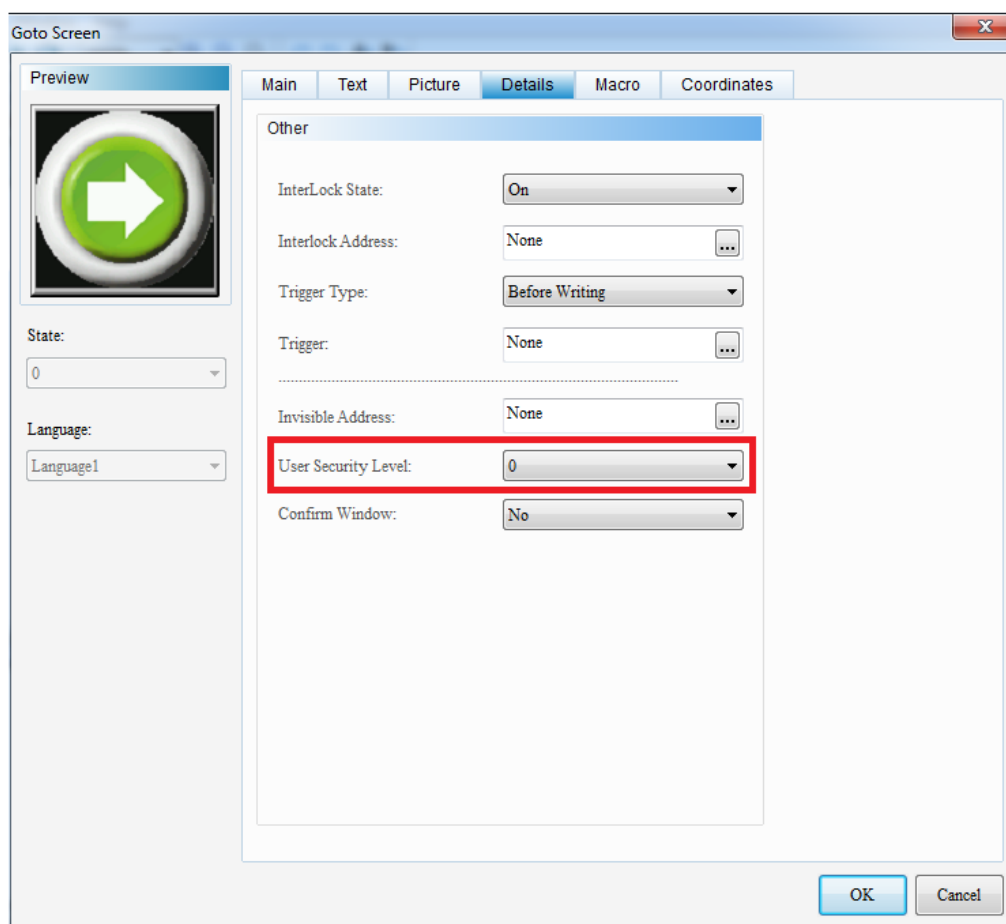 Goto Screen
Preview
Main Text Picture Details Macro Coordinates
Other
InterLock State: On
Interlock Address: None ...
Trigger Type: Before Writing
Trigger: None ...
State:
0
Invisible Address: None ...
Language:
Language1
User Security Level: 0
Confirm Window: No
OK Cancel